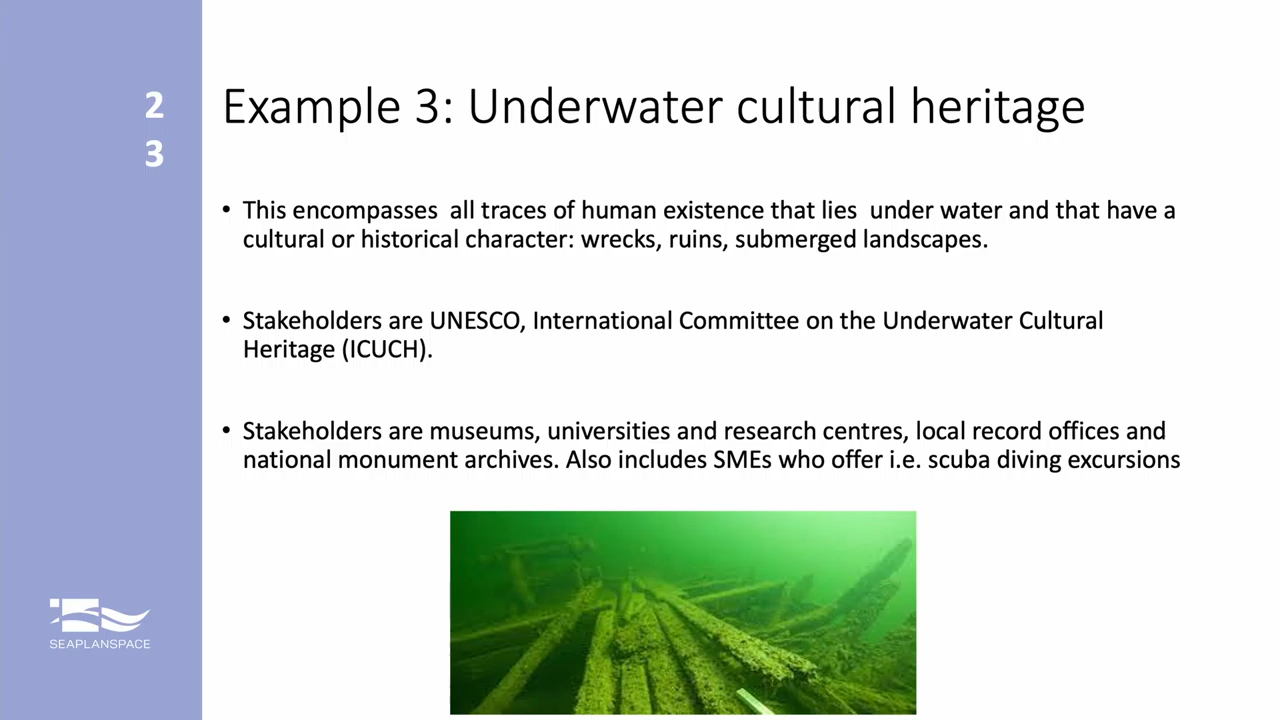 2
3
Example 3: Underwater cultural heritage
• This encompasses all traces of human existence that lies under water and that have a
cultural or historical character: wrecks, ruins, submerged landscapes.
• Stakeholders are UNESCO, International Committee on the Underwater Cultural
Heritage (ICUCH).
• Stakeholders are museums, universities and research centres, local record offices and
national monument archives. Also includes SMEs who offer i.e. scuba diving excursions
SEAPLANSPACE